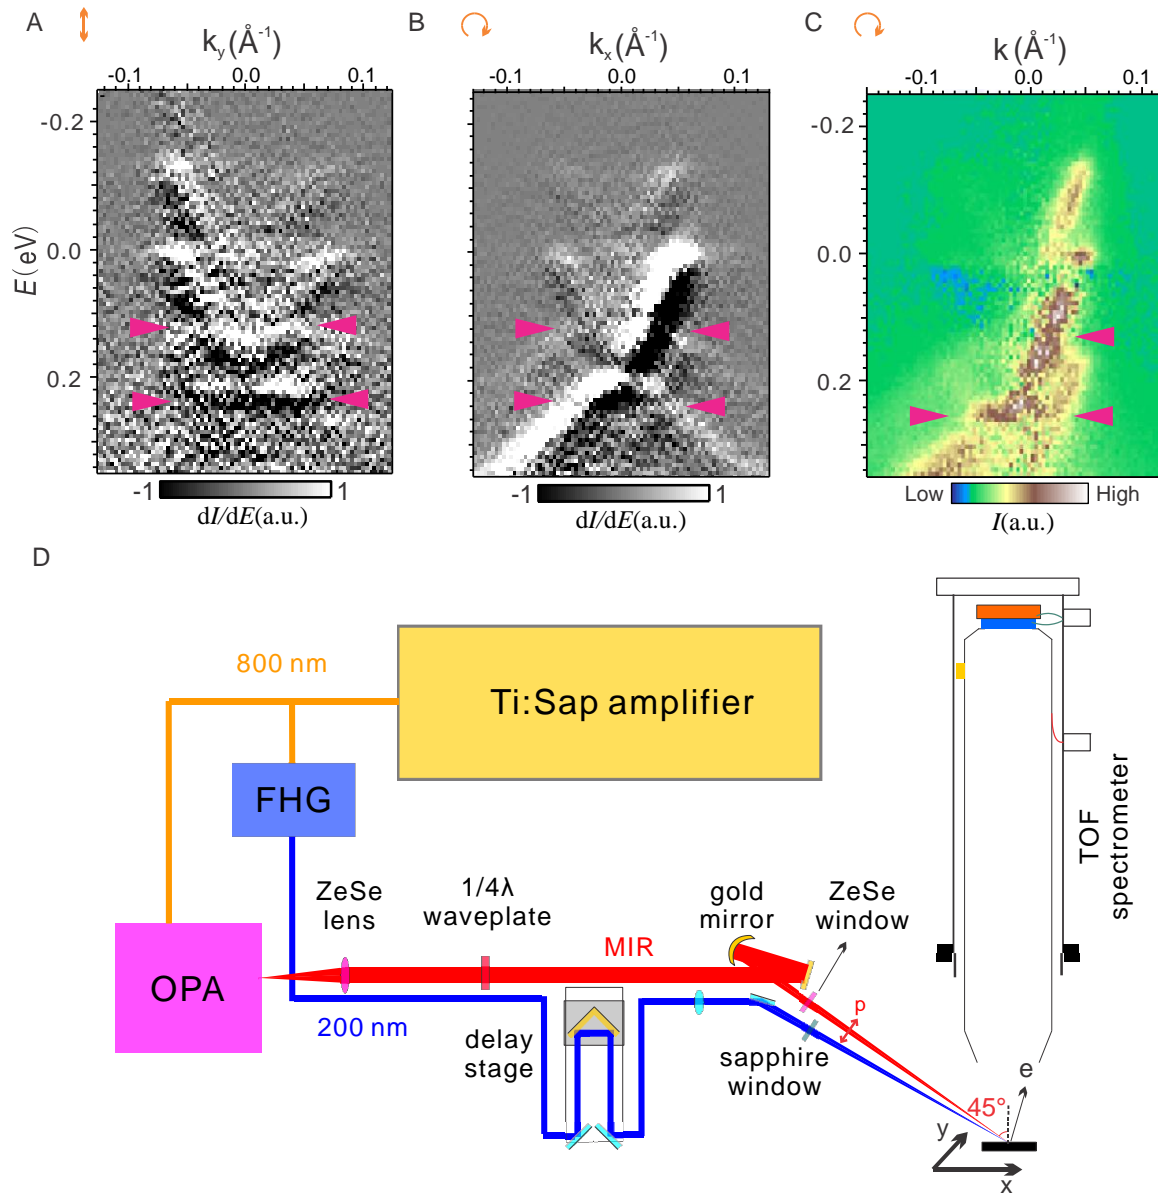 A
B
C
k_y(Å^-1)
k_x(Å^-1)
k(Å^-1)
-0.1 0.0 0.1
-0.1 0.0 0.1
-0.1 0.0 0.1
-0.2
0.0
0.2
E(eV)
-0.2
0.0
0.2
-1 1
dI/dE(a.u.)
-1 1
dI/dE(a.u.)
Low High
I(a.u.)
D
800 nm
Ti:Sap amplifier
FHG
OPA
ZeSe
lens
1/4λ
waveplate
MIR
gold
mirror
ZeSe
window
200 nm
delay
stage
sapphire
window
p
TOF
spectrometer
e
45°
y
x